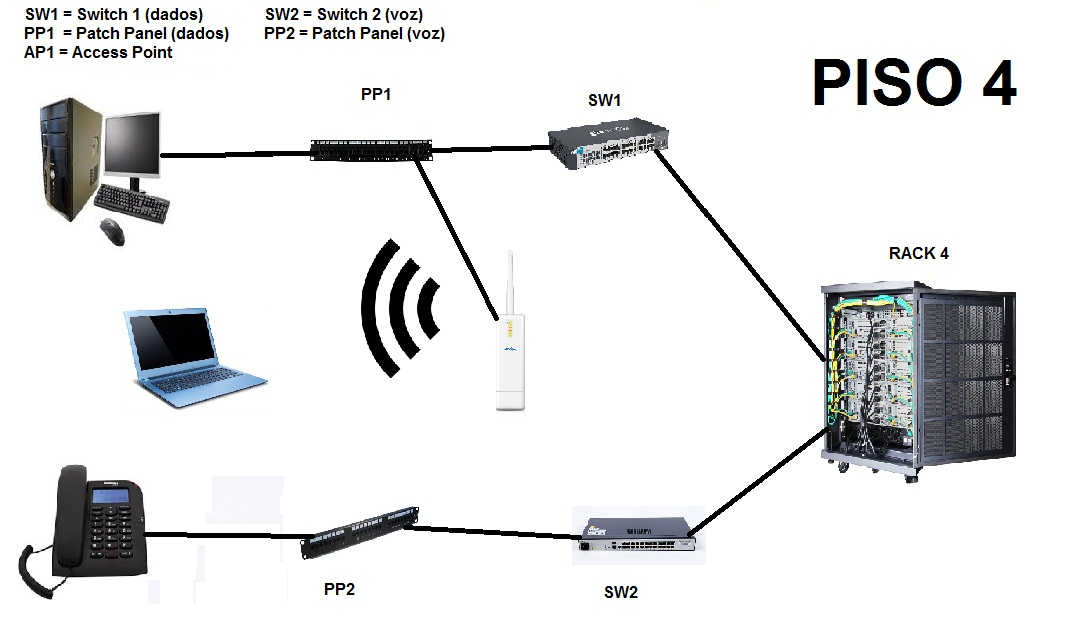 SW1 = Switch 1 (dados) SW2 = Switch 2 (voz)
PP1 = Patch Panel (dados) PP2 = Patch Panel (voz)
AP1 = Access Point
PISO 4
PP1
SW1
RACK 4
PP2
SW2